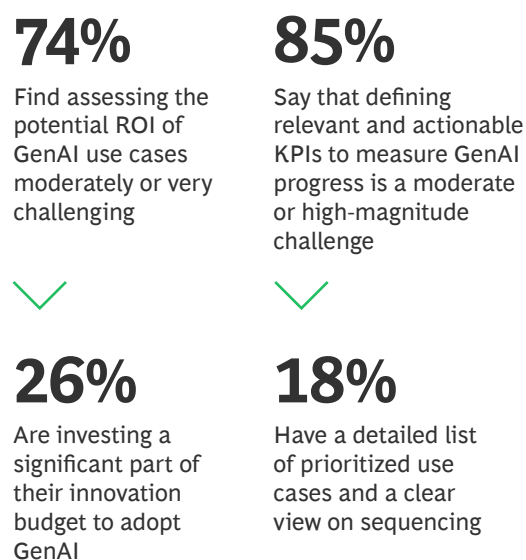 74%
Find assessing the
potential ROI of
GenAI use cases
moderately or very
challenging
85%
Say that defining
relevant and actionable
KPIs to measure GenAI
progress is a moderate
or high-magnitude
challenge
26%
Are investing a
significant part of
their innovation
budget to adopt
GenAI
18%
Have a detailed list
of prioritized use
cases and a clear
view on sequencing